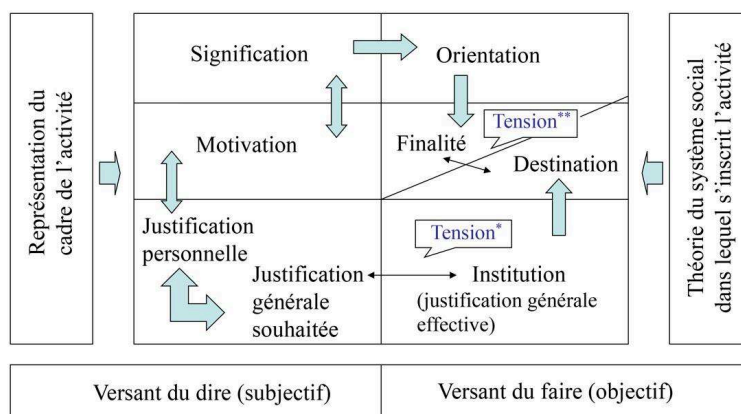 Représentation du
cadre de l'activité
Signification
Orientation
Motivation
Finalité
Tension**
Destination
Justification
personnelle
Justification
générale
souhaitée
Tension*
Institution
(justification générale
effective)
Théorie du système social
dans lequel s'inscrit l'activité
Versant du dire (subjectif)
Versant du faire (objectif)